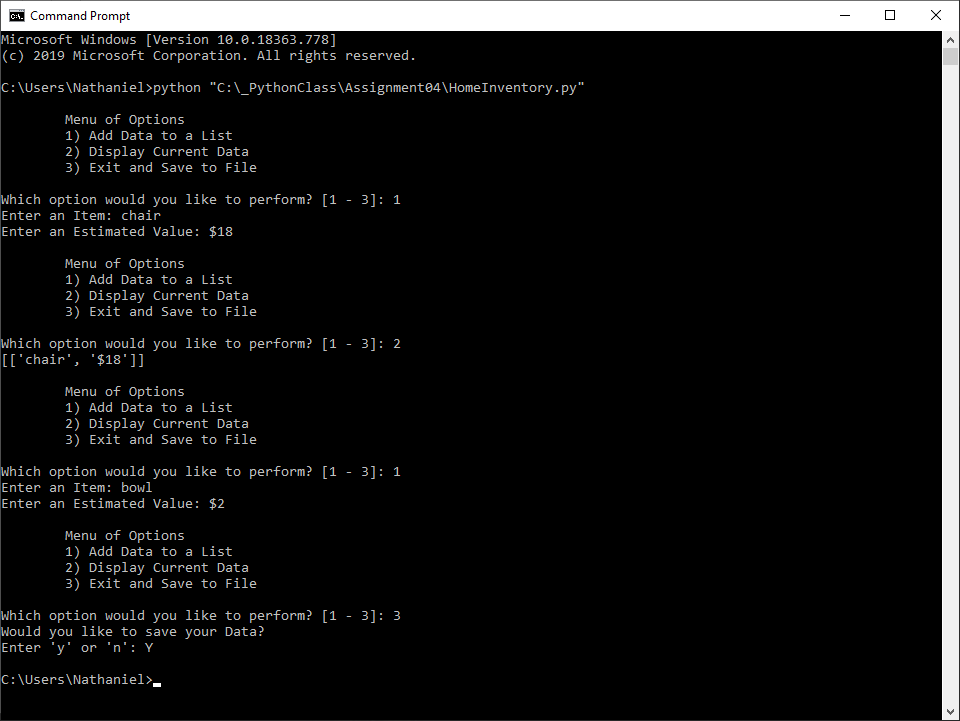 Command Prompt
Microsoft Windows [Version 10.0.18363.778]
(c) 2019 Microsoft Corporation. All rights reserved.
C:\Users\Nathaniel>python "C:\_PythonClass\Assignment04\HomeInventory.py"
Menu of Options
1) Add Data to a List
2) Display Current Data
3) Exit and Save to File
Which option would you like to perform? [1 - 3]: 1
Enter an Item: chair
Enter an Estimated Value: $18
Menu of Options
1) Add Data to a List
2) Display Current Data
3) Exit and Save to File
Which option would you like to perform? [1 - 3]: 2
[['chair', '$18']]
Menu of Options
1) Add Data to a List
2) Display Current Data
3) Exit and Save to File
Which option would you like to perform? [1 - 3]: 1
Enter an Item: bowl
Enter an Estimated Value: $2
Menu of Options
1) Add Data to a List
2) Display Current Data
3) Exit and Save to File
Which option would you like to perform? [1 - 3]: 3
Would you like to save your Data?
Enter 'y' or 'n': Y
C:\Users\Nathaniel>